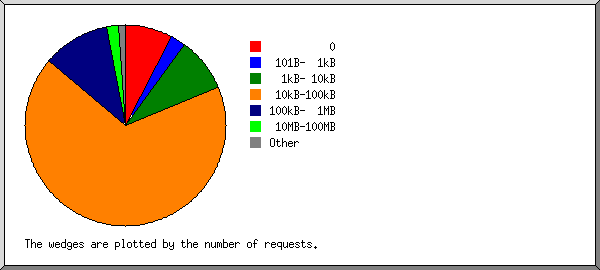 0
101B-  1kB
1kB- 10kB
10kB-100kB
100kB-  1MB
10MB-100MB
Other
The wedges are plotted by the number of requests.